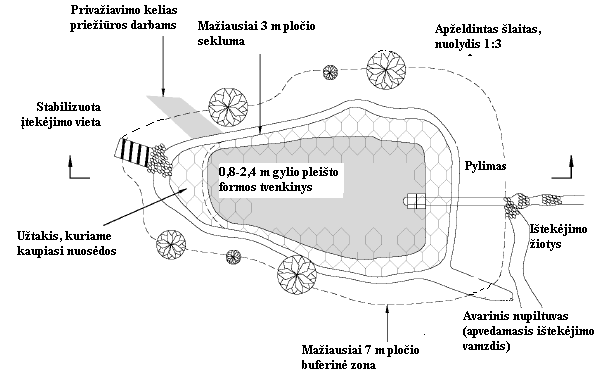 Privažiavimo kelias
priežiūros darbams
Mažiausiai 3 m pločio
sekluma
Apželdintas šlaitas,
nuolydis 1:3
Stabilizuota
įtekėjimo vieta
0,8-2,4 m gylio pleišto
formos tvenkinys
Pylimas
Užtakis, kuriame
kaupiasi nuosėdos
Ištekėjimo
žiotys
Avarinis nupiltuvas
(apvedamasis ištekėjimo
vamzdis)
Mažiausiai 7 m pločio
buferinė zona